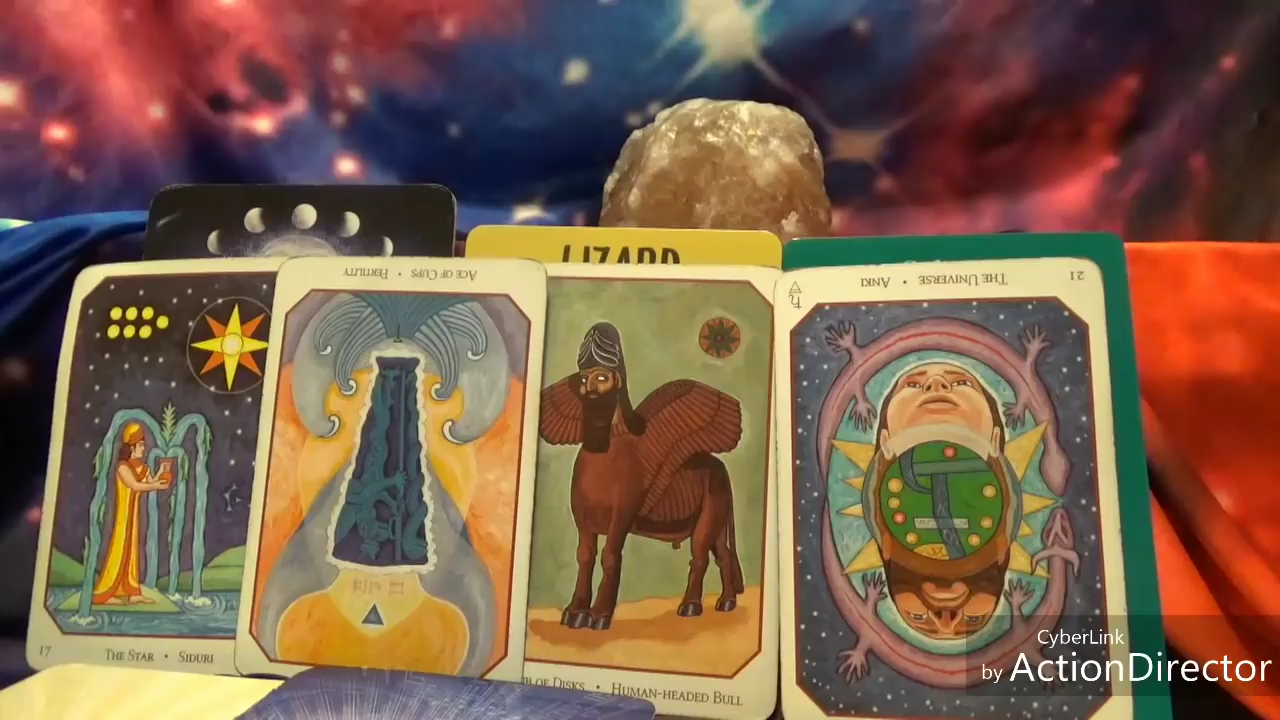 LIZARD
ACE OF CUPS • FERTILITY
THE UNIVERSE • ANKI
21
17
THE STAR • SIDURI
OF DISKS • HUMAN-HEADED BULL
CyberLink
by ActionDirector